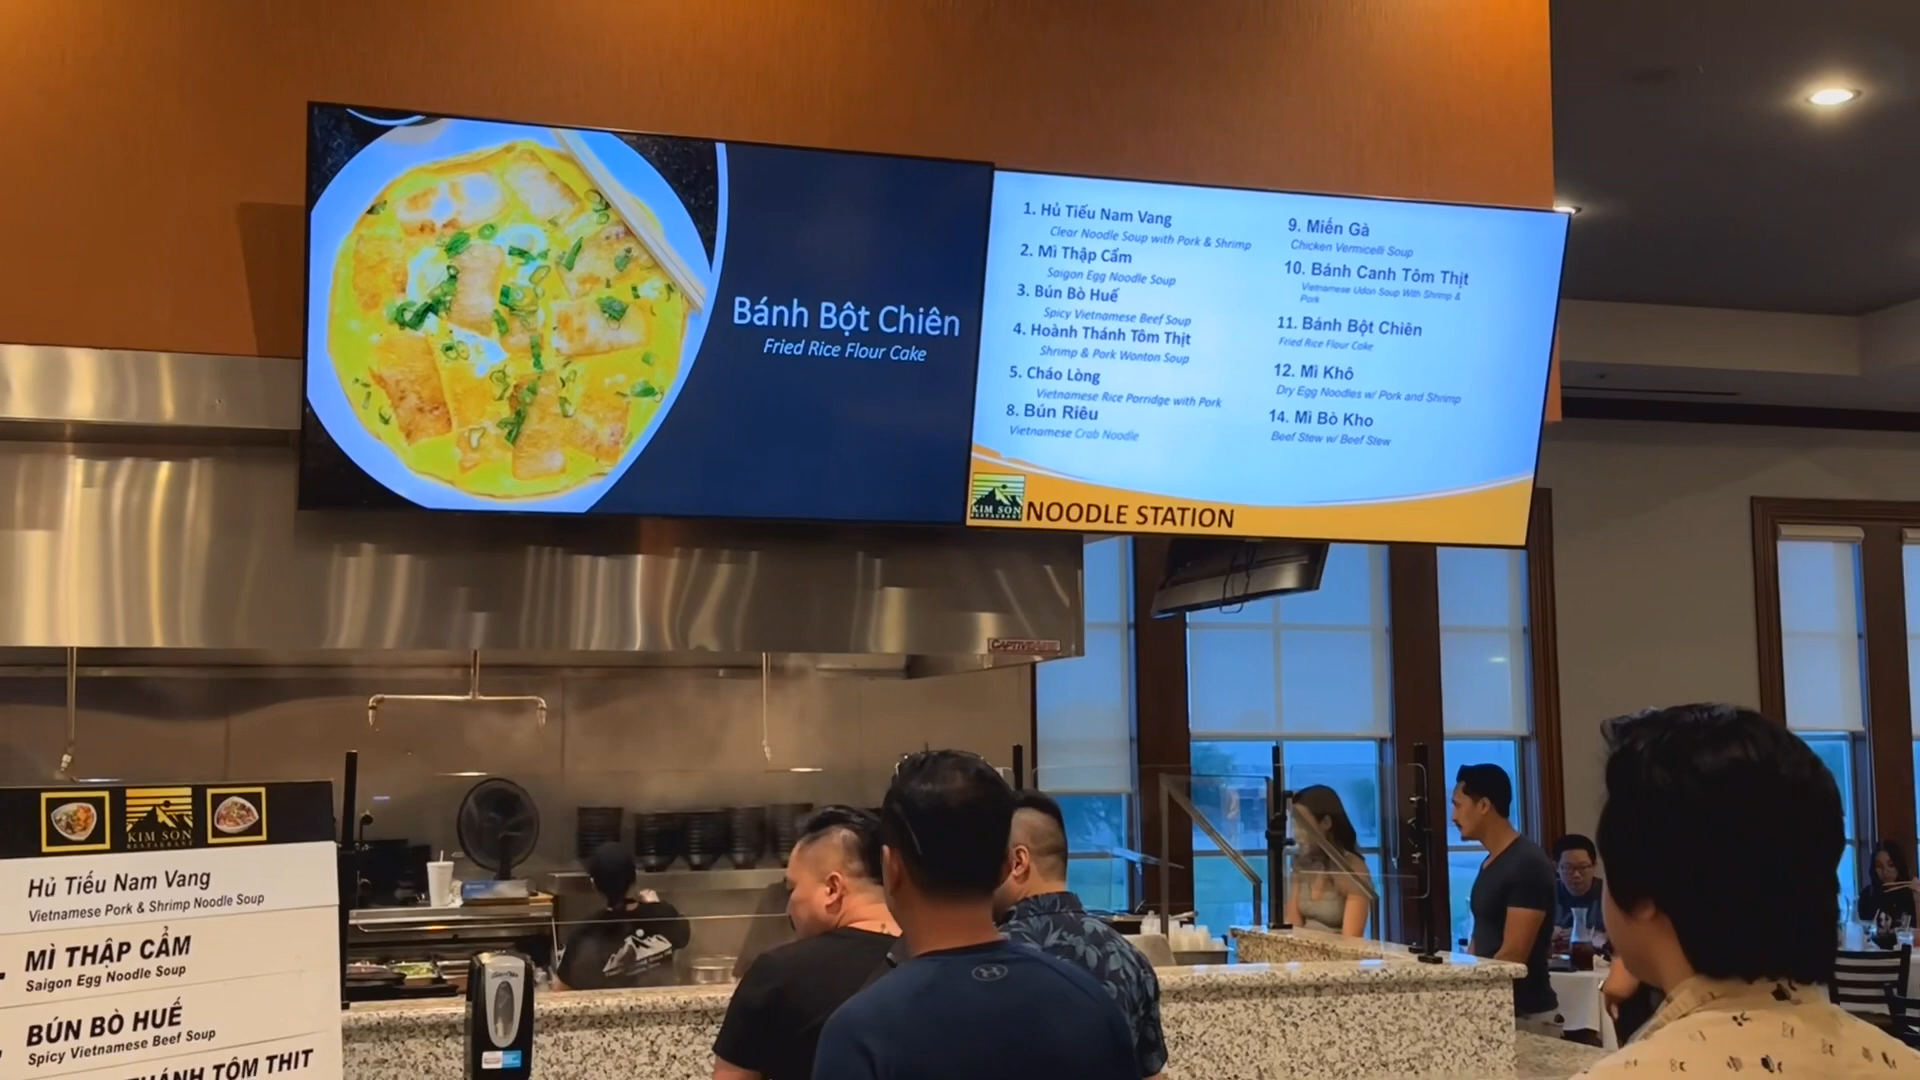 Bánh Bột Chiên
Fried Rice Flour Cake
1. Hủ Tiếu Nam Vang
Clear Noodle Soup with Pork & Shrimp
2. Mì Thập Cẩm
Saigon Egg Noodle Soup
3. Bún Bò Huế
Spicy Vietnamese Beef Soup
4. Hoành Thánh Tôm Thịt
Shrimp & Pork Wonton Soup
5. Cháo Lòng
Vietnamese Rice Porridge with Pork
8. Bún Riêu
Vietnamese Crab Noodle
9. Miến Gà
Chicken Vermicelli Soup
10. Bánh Canh Tôm Thịt
Vietnamese Udon Soup With Shrimp &
Pork
11. Bánh Bột Chiên
Fried Rice Flour Cake
12. Mì Khô
Dry Egg Noodles w/ Pork and Shrimp
14. Mì Bò Kho
Beef Stew w/ Beef Stew
KIM SON
RESTAURANT
NOODLE STATION
CAPTIVEAIRE
KIM SON
RESTAURANT
Hủ Tiếu Nam Vang
Vietnamese Pork & Shrimp Noodle Soup
MÌ THẬP CẨM
Saigon Egg Noodle Soup
BÚN BÒ HUẾ
Spicy Vietnamese Beef Soup
THÁNH TÔM THỊT